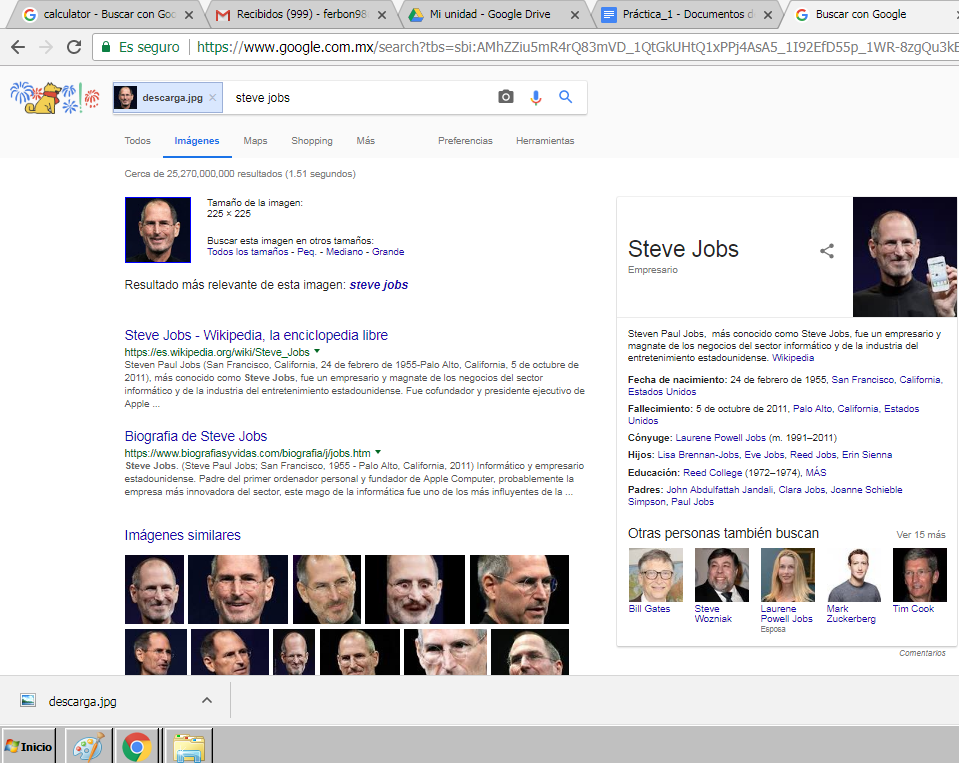 calculator - Buscar con Goo
Recibidos (999) - ferbon98
Mi unidad - Google Drive
Práctica_1 - Documentos d
Buscar con Google
Es seguro
https://www.google.com.mx/search?tbs=sbi:AMhZZiu5mR4rQ83mVD_1QtGkUHtQ1xPPj4AsA5_1I92EfD55p_1WR-8zgQu3kE
descarga.jpg
steve jobs
Todos Imágenes Maps Shopping Más Preferencias Herramientas
Cerca de 25,270,000,000 resultados (1.51 segundos)
Tamaño de la imagen:
225 × 225
Buscar esta imagen en otros tamaños:
Todos los tamaños - Peq. - Mediano - Grande
Resultado más relevante de esta imagen: steve jobs
Steve Jobs - Wikipedia, la enciclopedia libre
https://es.wikipedia.org/wiki/Steve_Jobs
Steven Paul Jobs (San Francisco, California, 24 de febrero de 1955-Palo Alto, California, 5 de octubre de
2011), más conocido como Steve Jobs, fue un empresario y magnate de los negocios del sector
informático y de la industria del entretenimiento estadounidense. Fue cofundador y presidente ejecutivo de
Apple ...
Biografia de Steve Jobs
https://www.biografiasyvidas.com/biografia/j/jobs.htm
Steve Jobs. (Steve Paul Jobs; San Francisco, 1955 - Palo Alto, California, 2011) Informático y empresario
estadounidense. Padre del primer ordenador personal y fundador de Apple Computer, probablemente la
empresa más innovadora del sector, este mago de la informática fue uno de los más influyentes de la ...
Imágenes similares
Steve Jobs
Empresario
Steven Paul Jobs, más conocido como Steve Jobs, fue un empresario y
magnate de los negocios del sector informático y de la industria del
entretenimiento estadounidense. Wikipedia
Fecha de nacimiento: 24 de febrero de 1955, San Francisco, California,
Estados Unidos
Fallecimiento: 5 de octubre de 2011, Palo Alto, California, Estados
Unidos
Cónyuge: Laurene Powell Jobs (m. 1991–2011)
Hijos: Lisa Brennan-Jobs, Eve Jobs, Reed Jobs, Erin Sienna
Educación: Reed College (1972–1974), MÁS
Padres: John Abdulfattah Jandali, Clara Jobs, Joanne Schieble
Simpson, Paul Jobs
Otras personas también buscan
Ver 15 más
Bill Gates
Steve
Wozniak
Laurene
Powell Jobs
Esposa
Mark
Zuckerberg
Tim Cook
Comentarios
descarga.jpg
Inicio